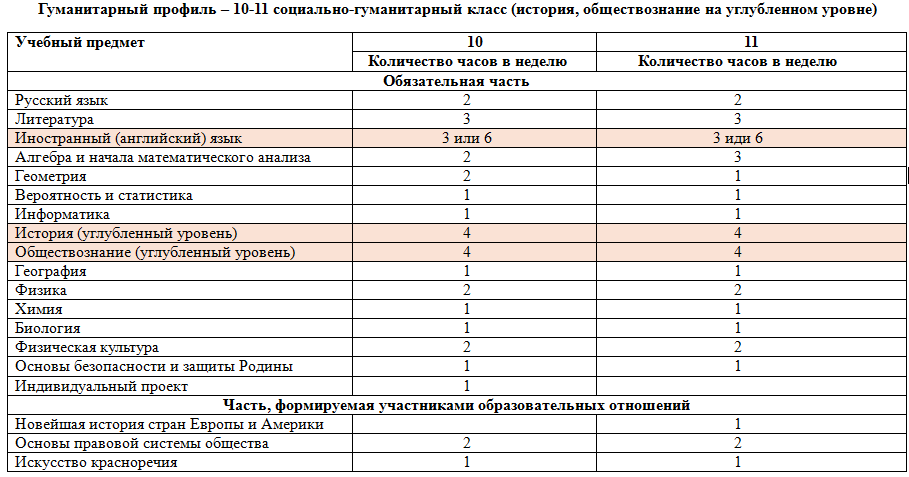 Гуманитарный профиль – 10-11 социально-гуманитарный класс (история, обществознание на углубленном уровне)
Учебный предмет 10 11
Количество часов в неделю Количество часов в неделю
Обязательная часть
Русский язык 2 2
Литература 3 3
Иностранный (английский) язык 3 или 6 3 иди 6
Алгебра и начала математического анализа 2 3
Геометрия 2 1
Вероятность и статистика 1 1
Информатика 1 1
История (углубленный уровень) 4 4
Обществознание (углубленный уровень) 4 4
География 1 1
Физика 2 2
Химия 1 1
Биология 1 1
Физическая культура 2 2
Основы безопасности и защиты Родины 1 1
Индивидуальный проект 1
Часть, формируемая участниками образовательных отношений
Новейшая история стран Европы и Америки 1
Основы правовой системы общества 2 2
Искусство красноречия 1 1